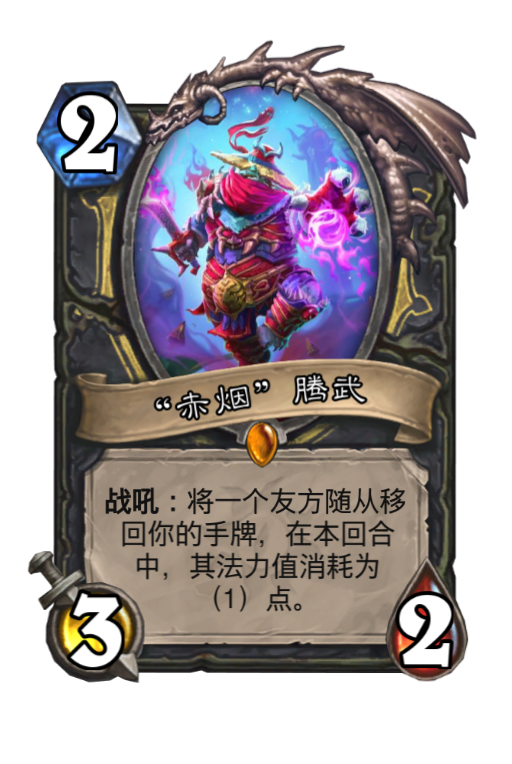 2
“赤烟”腾武
战吼：将一个友方随从移
回你的手牌，在本回合
中，其法力值消耗为
（1）点。
3
2